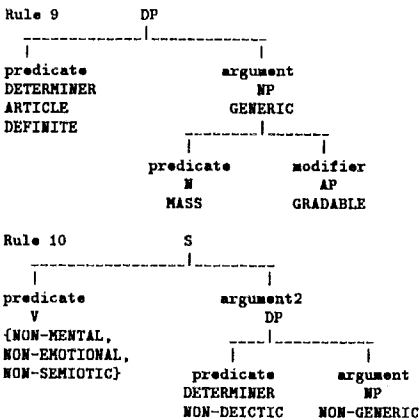 Rule 9 DP
predicate argument
DETERMINER NP
ARTICLE GENERIC
DEFINITE
predicate modifier
N AP
MASS GRADABLE
Rule 10 S
predicate argument2
V DP
{NON-MENTAL,
NON-EMOTIONAL,
NON-SEMIOTIC} predicate argument
DETERMINER NP
NON-DEICTIC NON-GENERIC